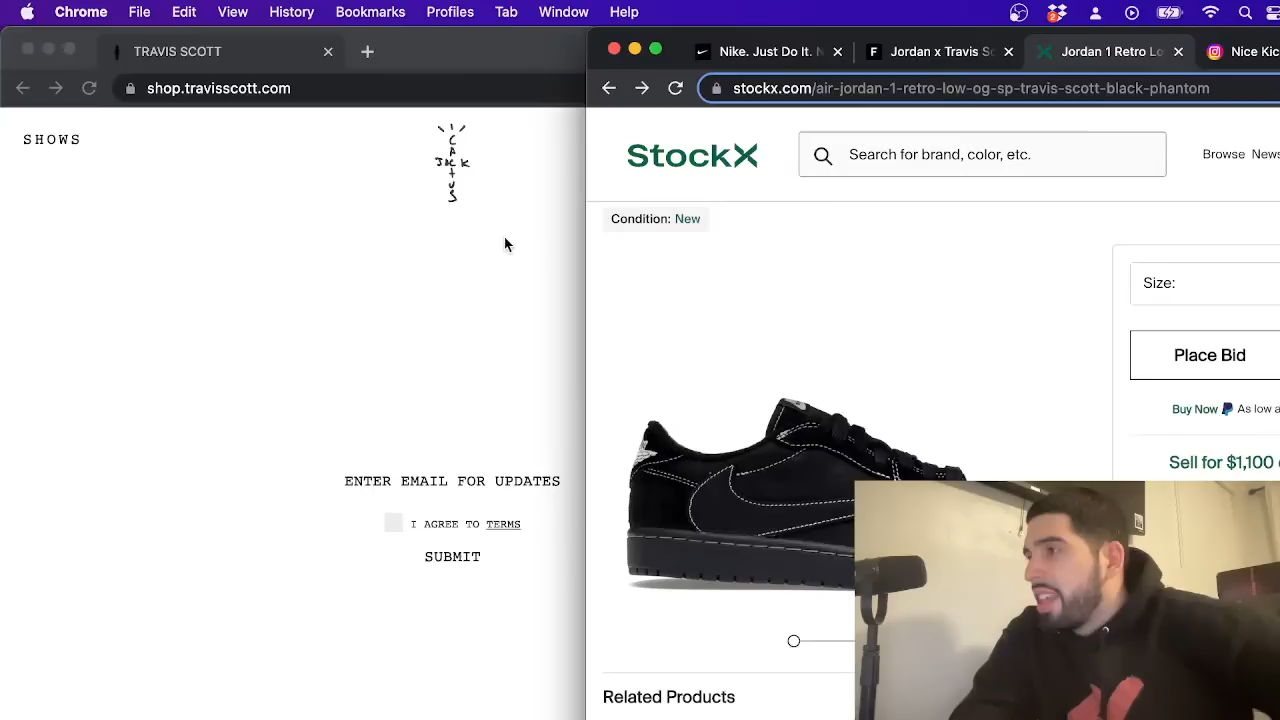 Chrome File Edit View History Bookmarks Profiles Tab Window Help
2
TRAVIS SCOTT
shop.travisscott.com
SHOWS
CACTUS
JACK
ENTER EMAIL FOR UPDATES
I AGREE TO TERMS
SUBMIT
Nike. Just Do It. N
F Jordan x Travis Sc
Jordan 1 Retro Lo
Nice Kic
stockx.com/air-jordan-1-retro-low-og-sp-travis-scott-black-phantom
StockX
Search for brand, color, etc.
Browse News
Condition: New
Size:
Place Bid
Buy Now As low a
Sell for $1,100 o
Related Products